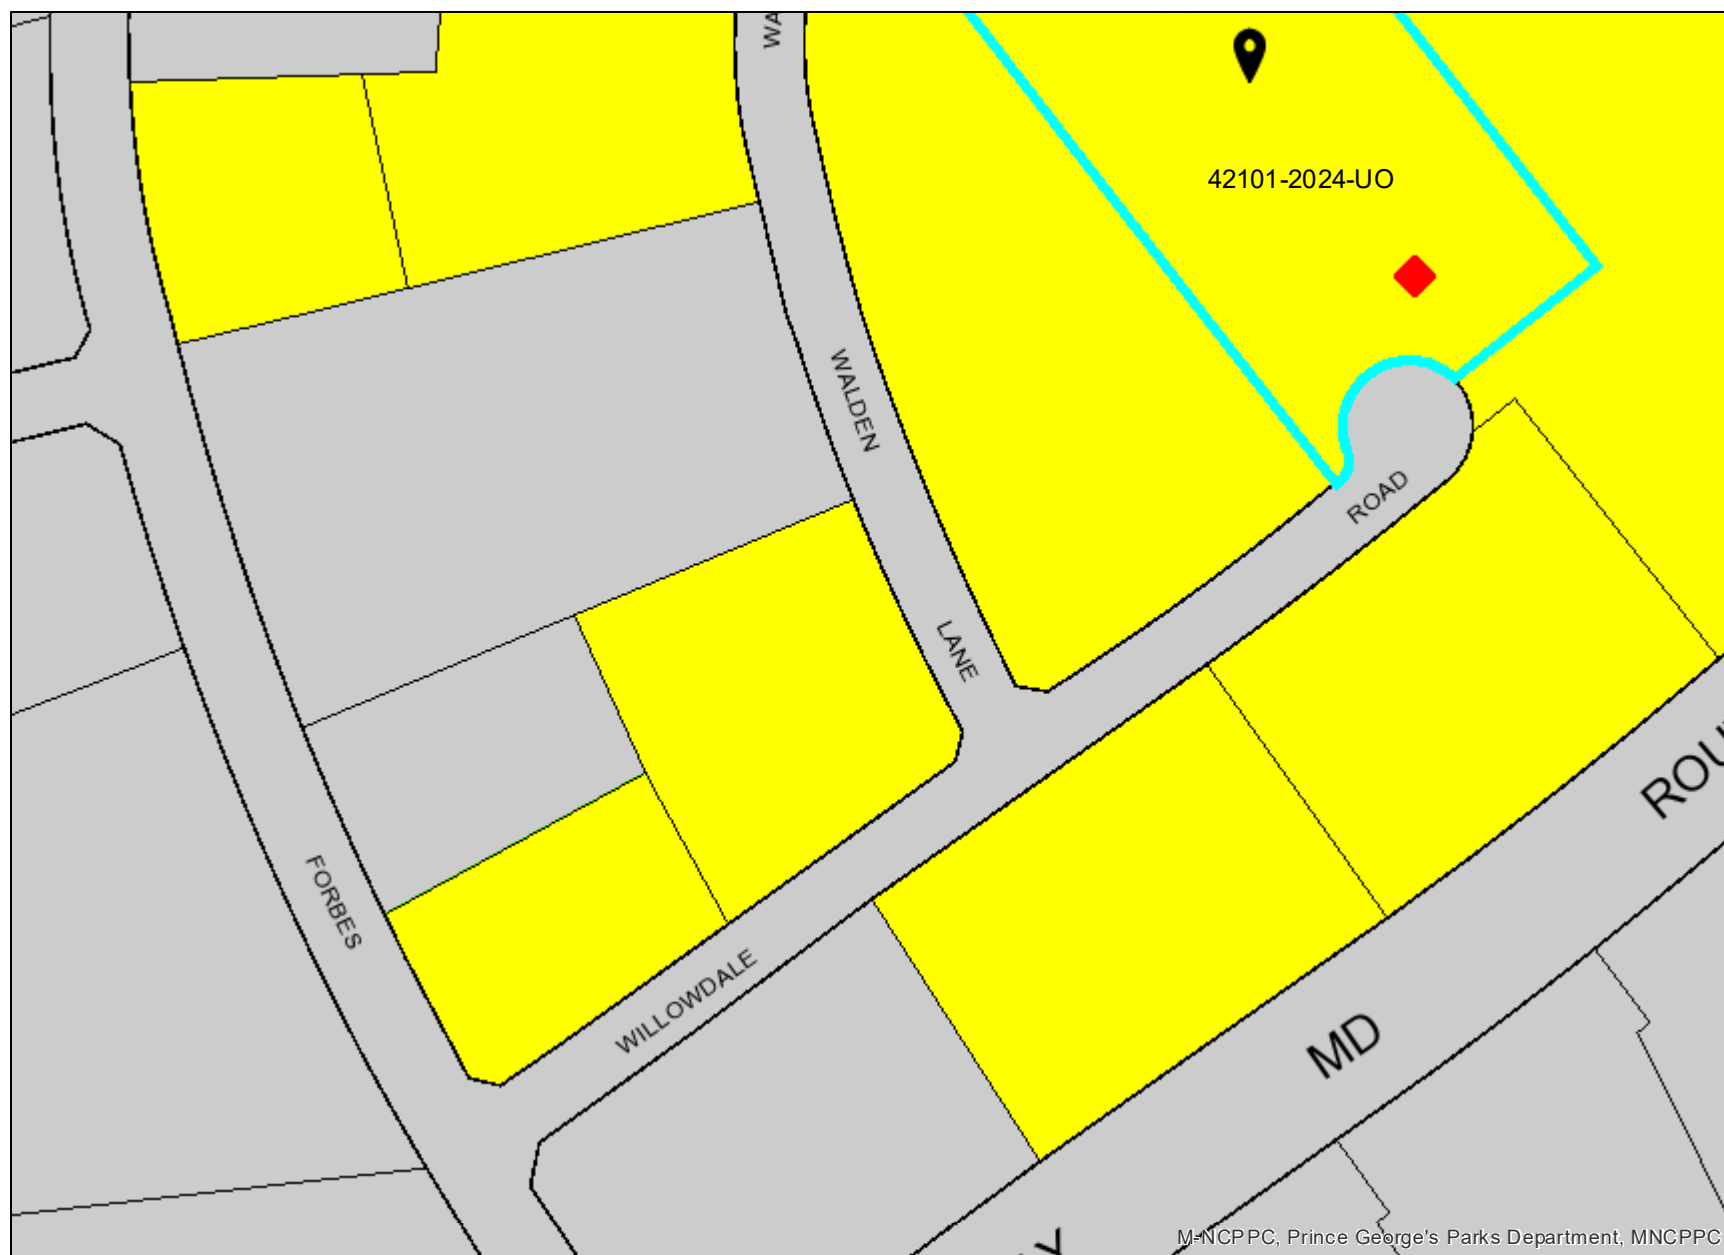 WA
42101-2024-UO
WALDEN
ROAD
LANE
ROU
FORBES
WILLOWDALE
MD
Y
M-NCPPC, Prince George's Parks Department, MNCPPC